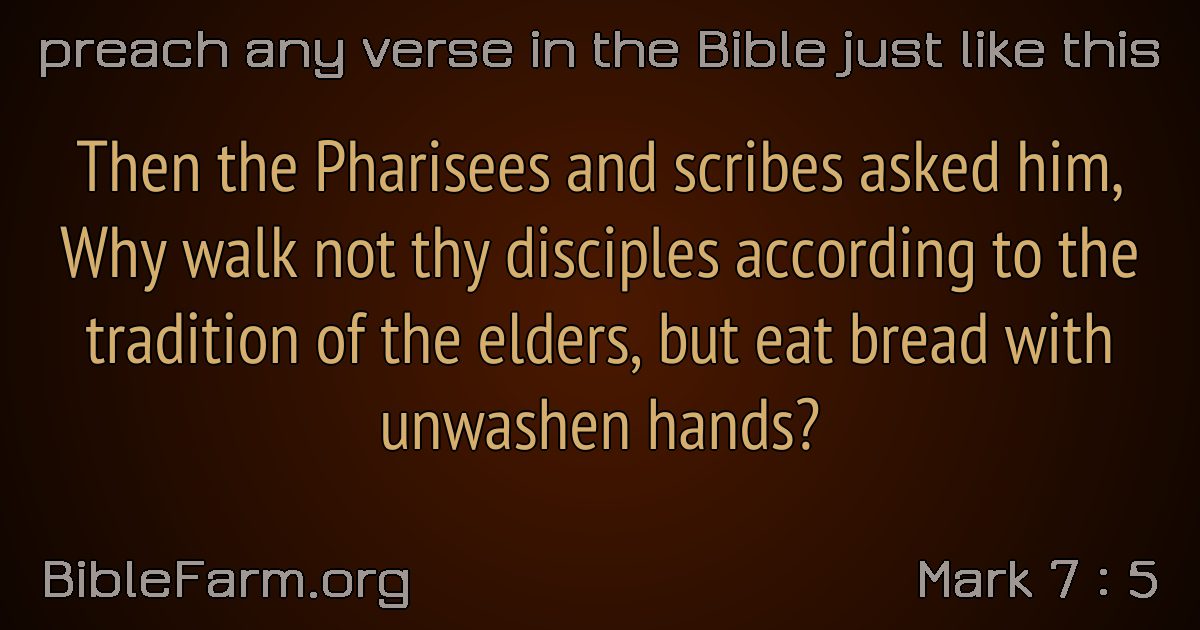 preach any verse in the Bible just like this
Then the Pharisees and scribes asked him,
Why walk not thy disciples according to the
tradition of the elders, but eat bread with
unwashen hands?
BibleFarm.org
Mark 7 : 5